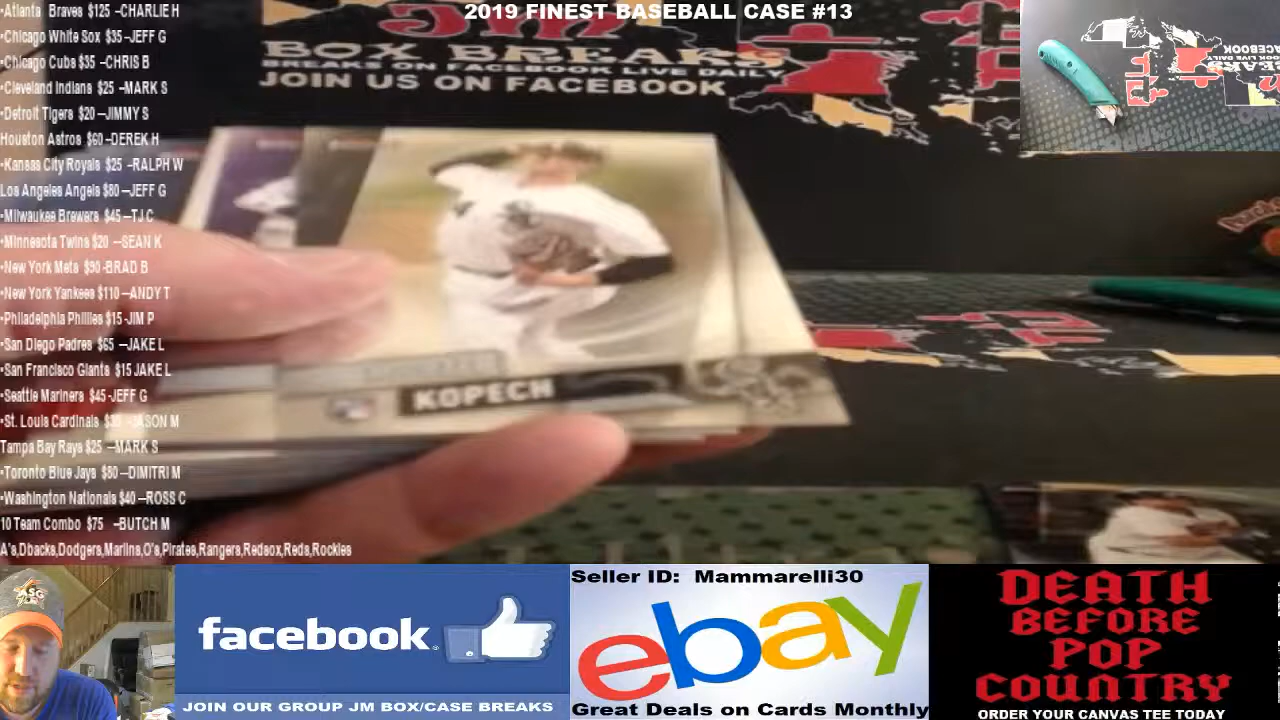 2019 FINEST BASEBALL CASE #13
•Atlanta Braves $125 –CHARLIE H
•Chicago White Sox $35 –JEFF G
•Chicago Cubs $35 –CHRIS B
•Cleveland Indians $25 –MARK S
•Detroit Tigers $20 –JIMMY S
Houston Astros $60 –DEREK H
•Kansas City Royals $25 –RALPH W
Los Angeles Angels $80 –JEFF G
•Milwaukee Brewers $45 –TJ C
•Minnesota Twins $20 –SEAN K
•New York Mets $90 -BRAD B
•New York Yankees $110 –ANDY T
•Philadelphia Phillies $15 -JIM P
•San Diego Padres $65 –JAKE L
•San Francisco Giants $15 JAKE L
•Seattle Mariners $45 -JEFF G
•St. Louis Cardinals –JASON M
Tampa Bay Rays $25 –MARK S
•Toronto Blue Jays $80 –DIMITRI M
•Washington Nationals $40 –ROSS C
10 Team Combo $75 –BUTCH M
A's,Dbacks,Dodgers,Marlins,O's,Pirates,Rangers,Redsox,Reds,Rockies
BOX BREAKS
BREAKS ON FACEBOOK LIVE DAILY
JOIN US ON FACEBOOK
KOPECH
facebook
JOIN OUR GROUP JM BOX/CASE BREAKS
Seller ID: Mammarelli30
ebay
Great Deals on Cards Monthly
DEATH
BEFORE
POP
COUNTRY
ORDER YOUR CANVAS TEE TODAY